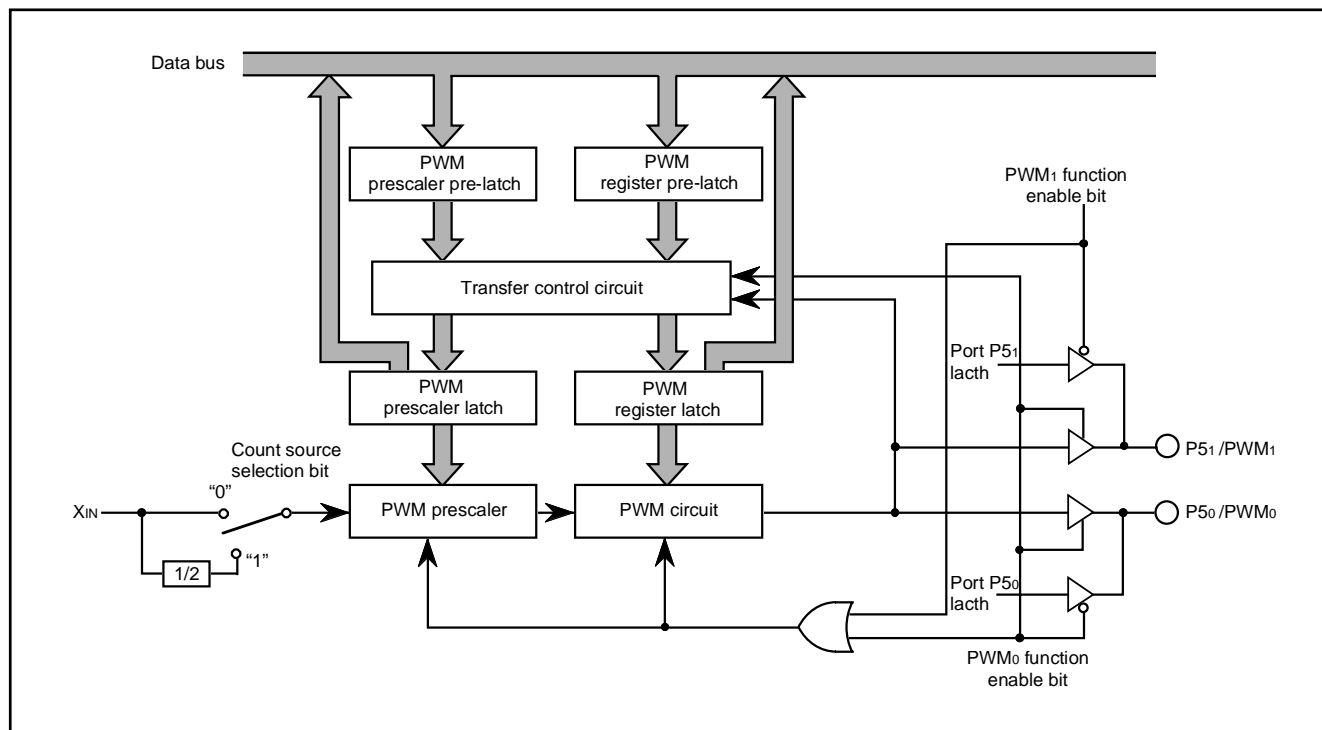 Data bus
PWM
prescaler pre-latch
PWM
register pre-latch
PWM1 function
enable bit
Transfer control circuit
Port P51
lacth
PWM
prescaler latch
PWM
register latch
Count source
selection bit
P51/PWM1
"0"
XIN
PWM prescaler
PWM circuit
P50/PWM0
"1"
1/2
Port P50
lacth
PWM0 function
enable bit